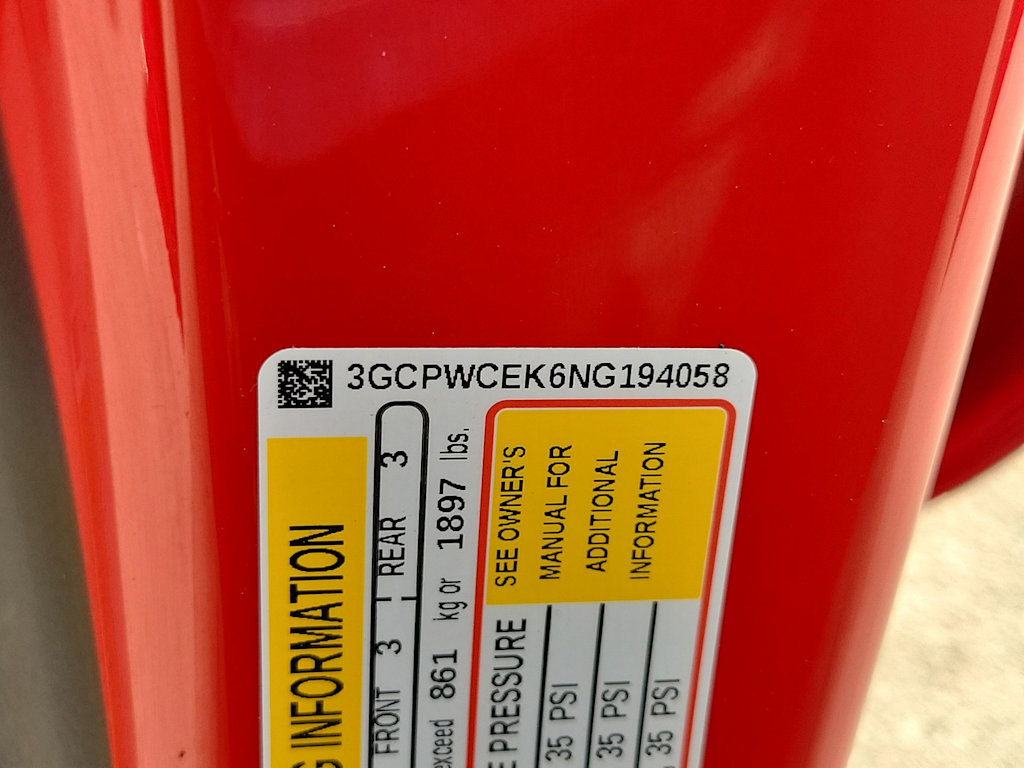 3GCPWCEK6NG194058
G INFORMATION
FRONT 3 REAR 3
exceed 861 kg or 1897 lbs.
E PRESSURE
35 PSI
35 PSI
35 PSI
SEE OWNER'S
MANUAL FOR
ADDITIONAL
INFORMATION